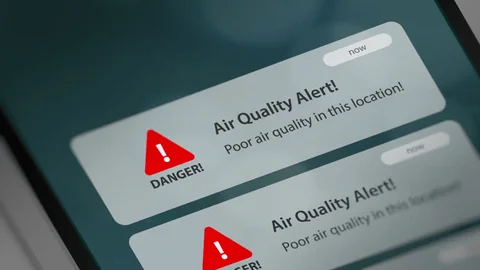 now
Air Quality Alert!
Poor air quality in this location!
DANGER!
now
Air Quality Alert!
Poor air quality in this location!
DANGER!